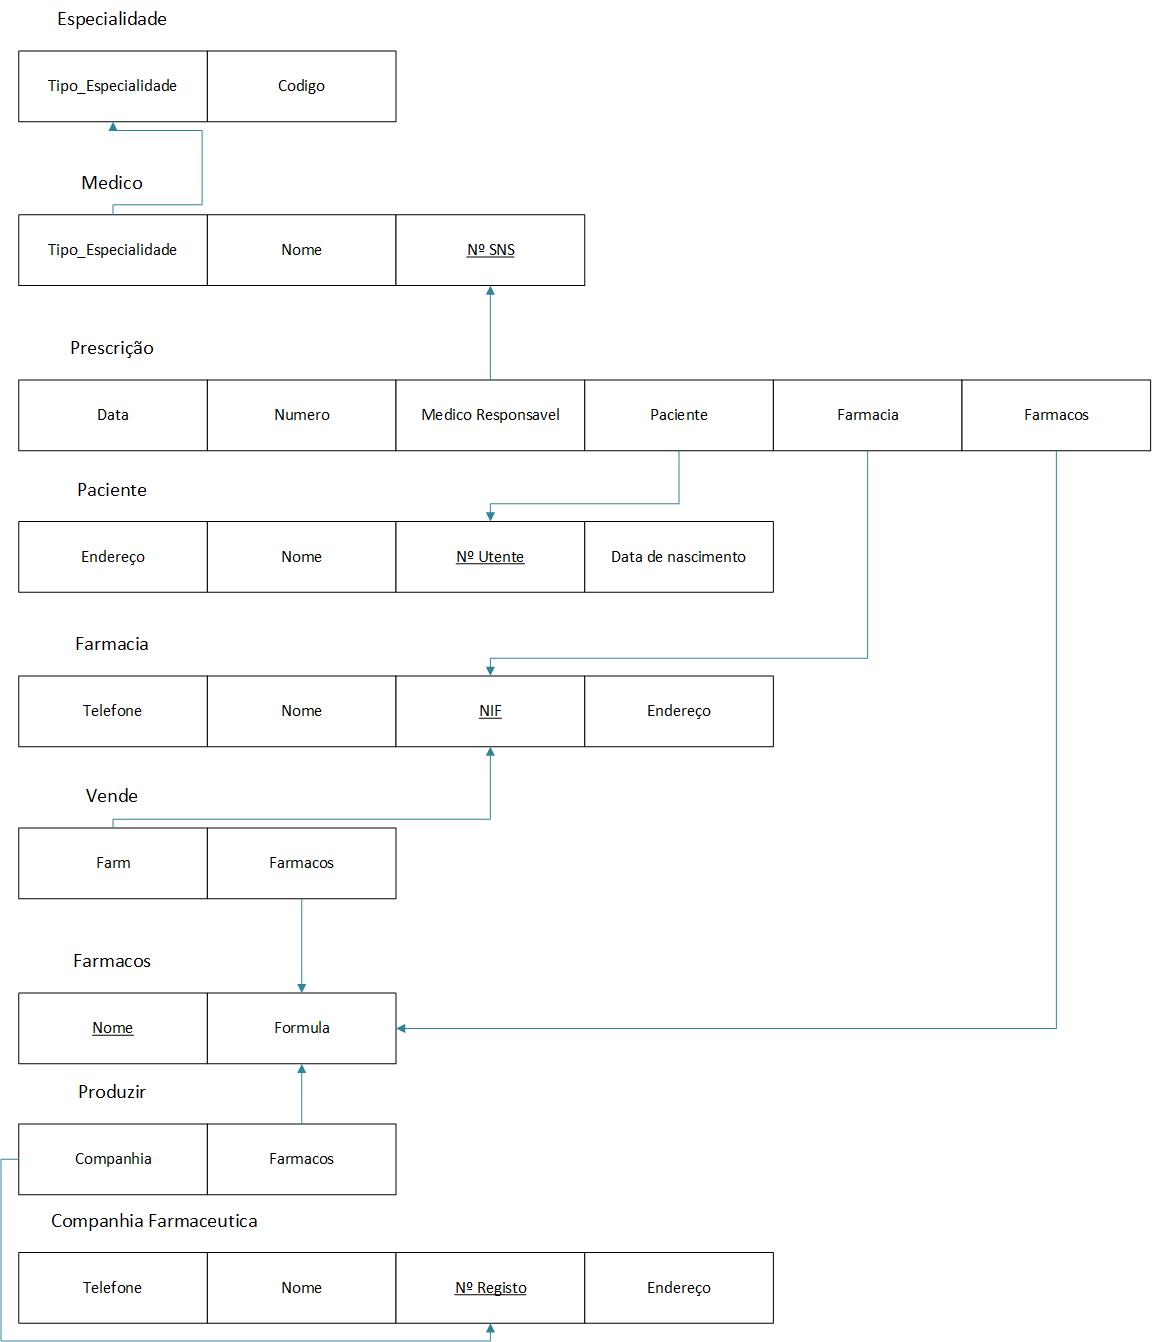 Especialidade
Tipo_Especialidade Codigo
Medico
Tipo_Especialidade Nome Nº SNS
Prescrição
Data Numero Medico Responsavel Paciente Farmacia Farmacos
Paciente
Endereço Nome Nº Utente Data de nascimento
Farmacia
Telefone Nome NIF Endereço
Vende
Farm Farmacos
Farmacos
Nome Formula
Produzir
Companhia Farmacos
Companhia Farmaceutica
Telefone Nome Nº Registo Endereço